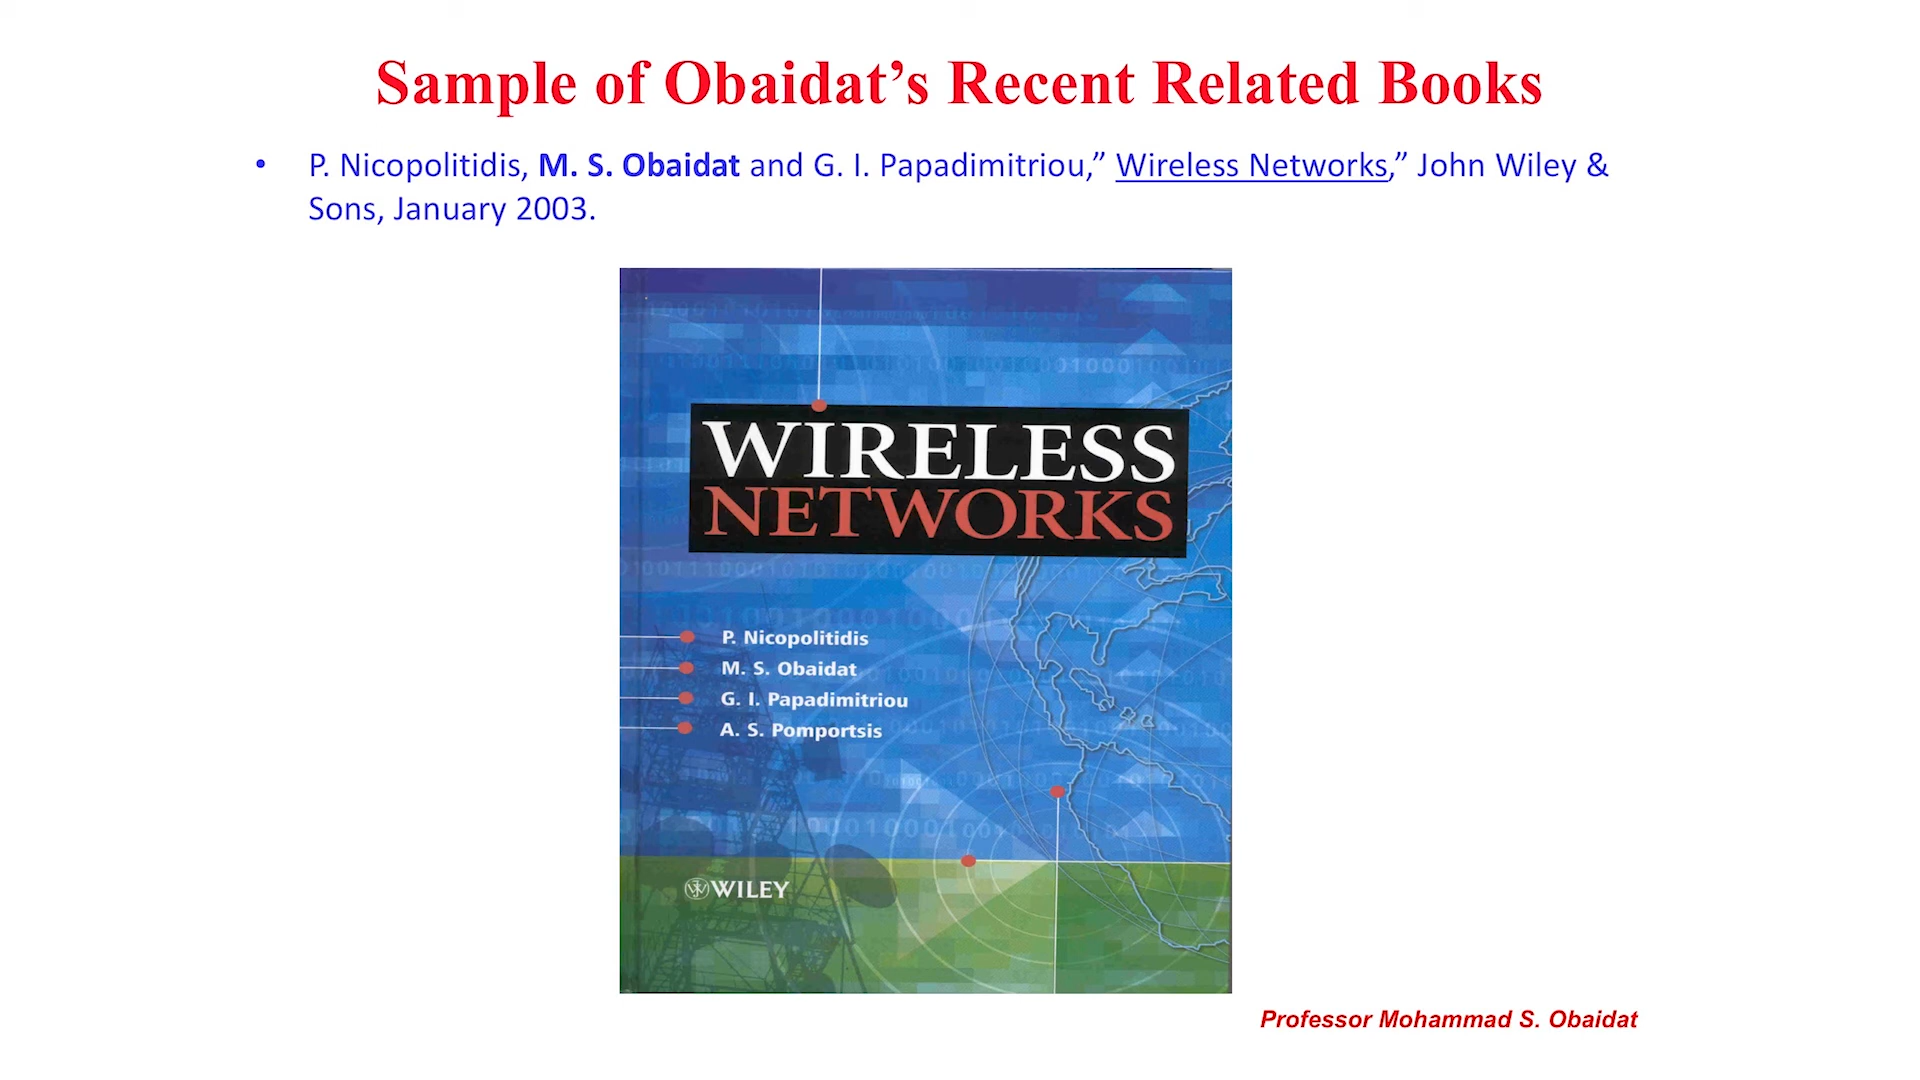 Sample of Obaidat’s Recent Related Books
• P. Nicopolitidis, M. S. Obaidat and G. I. Papadimitriou,” Wireless Networks,” John Wiley &
Sons, January 2003.
WIRELESS
NETWORKS
P. Nicopolitidis
M. S. Obaidat
G. I. Papadimitriou
A. S. Pomportsis
WILEY
Professor Mohammad S. Obaidat